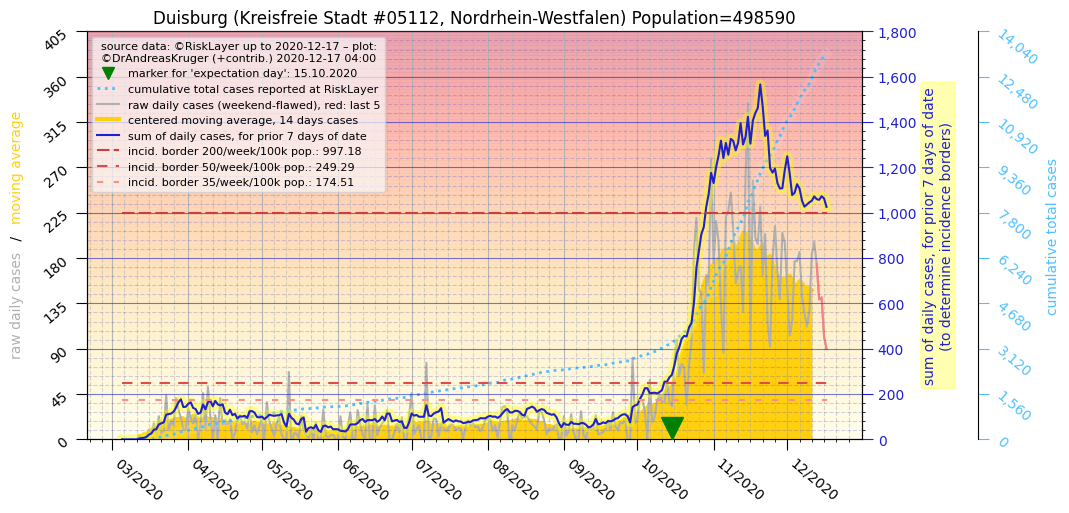 Duisburg (Kreisfreie Stadt #05112, Nordrhein-Westfalen) Population=498590
source data: ©RiskLayer up to 2020-12-17 – plot:
©DrAndreasKruger (+contrib.) 2020-12-17 04:00
marker for 'expectation day': 15.10.2020
cumulative total cases reported at RiskLayer
raw daily cases (weekend-flawed), red: last 5
centered moving average, 14 days cases
sum of daily cases, for prior 7 days of date
incid. border 200/week/100k pop.: 997.18
incid. border 50/week/100k pop.: 249.29
incid. border 35/week/100k pop.: 174.51
raw daily cases / moving average
405
360
315
270
225
180
135
90
45
0
03/2020
04/2020
05/2020
06/2020
07/2020
08/2020
09/2020
10/2020
11/2020
12/2020
1,800
1,600
1,400
1,200
1,000
800
600
400
200
0
sum of daily cases, for prior 7 days of date
(to determine incidence borders)
14,040
12,480
10,920
9,360
7,800
6,240
4,680
3,120
1,560
0
cumulative total cases